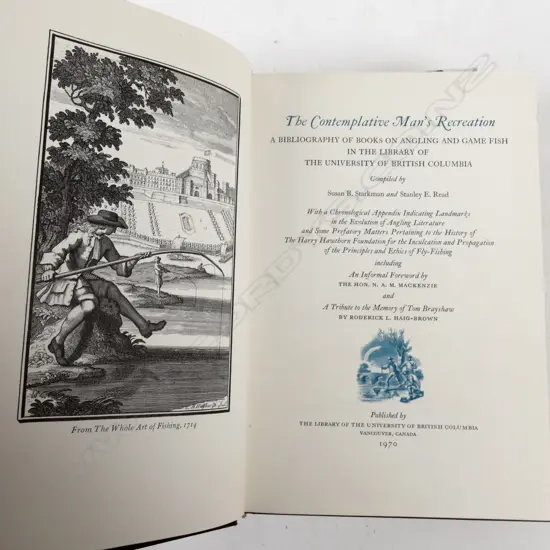 From The Whole Art of Fishing, 1714
The Contemplative Man's Recreation
A BIBLIOGRAPHY OF BOOKS ON ANGLING AND GAME FISH
IN THE LIBRARY OF
THE UNIVERSITY OF BRITISH COLUMBIA
Compiled by
Susan B. Starkman and Stanley E. Read
With a Chronological Appendix Indicating Landmarks
in the Evolution of Angling Literature
and Some Prefatory Matters Pertaining to the History of
The Harry Hawthorn Foundation for the Inculcation and Propagation
of the Principles and Ethics of Fly-Fishing
including
An Informal Foreword by
THE HON. N. A. M. MACKENZIE
and
A Tribute to the Memory of Tom Brayshaw
BY RODERICK L. HAIG-BROWN
Published by
THE LIBRARY OF THE UNIVERSITY OF BRITISH COLUMBIA
VANCOUVER, CANADA
1970